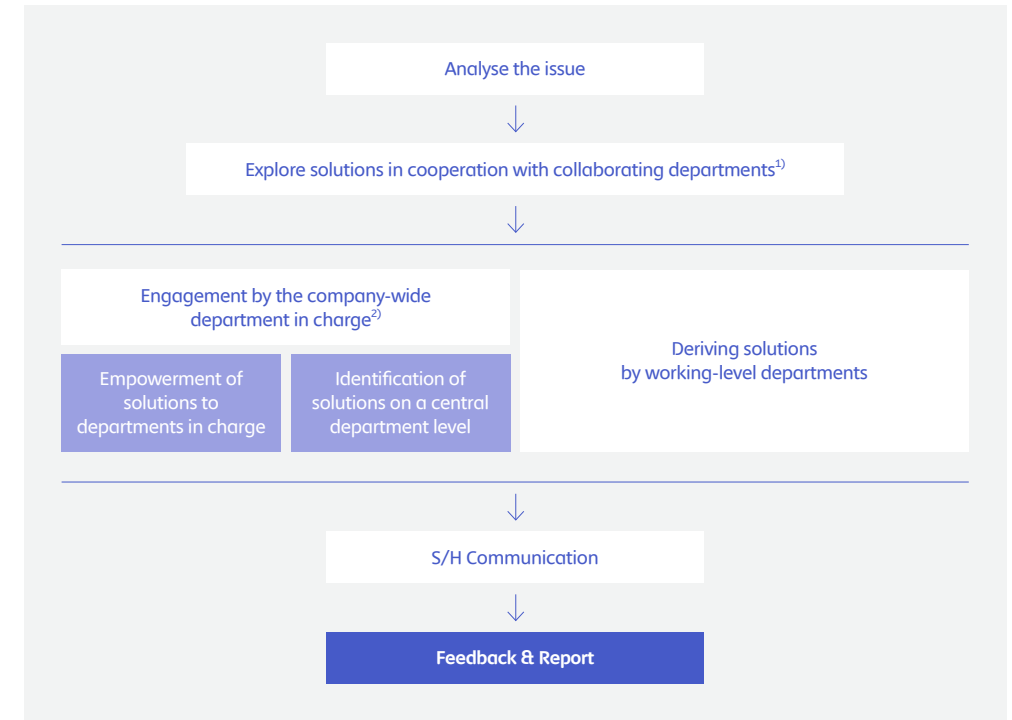 Analyse the issue
Explore solutions in cooperation with collaborating departments1)
Engagement by the company-wide
department in charge2)
Empowerment of
solutions to
departments in charge
Identification of
solutions on a central
department level
Deriving solutions
by working-level departments
S/H Communication
Feedback & Report